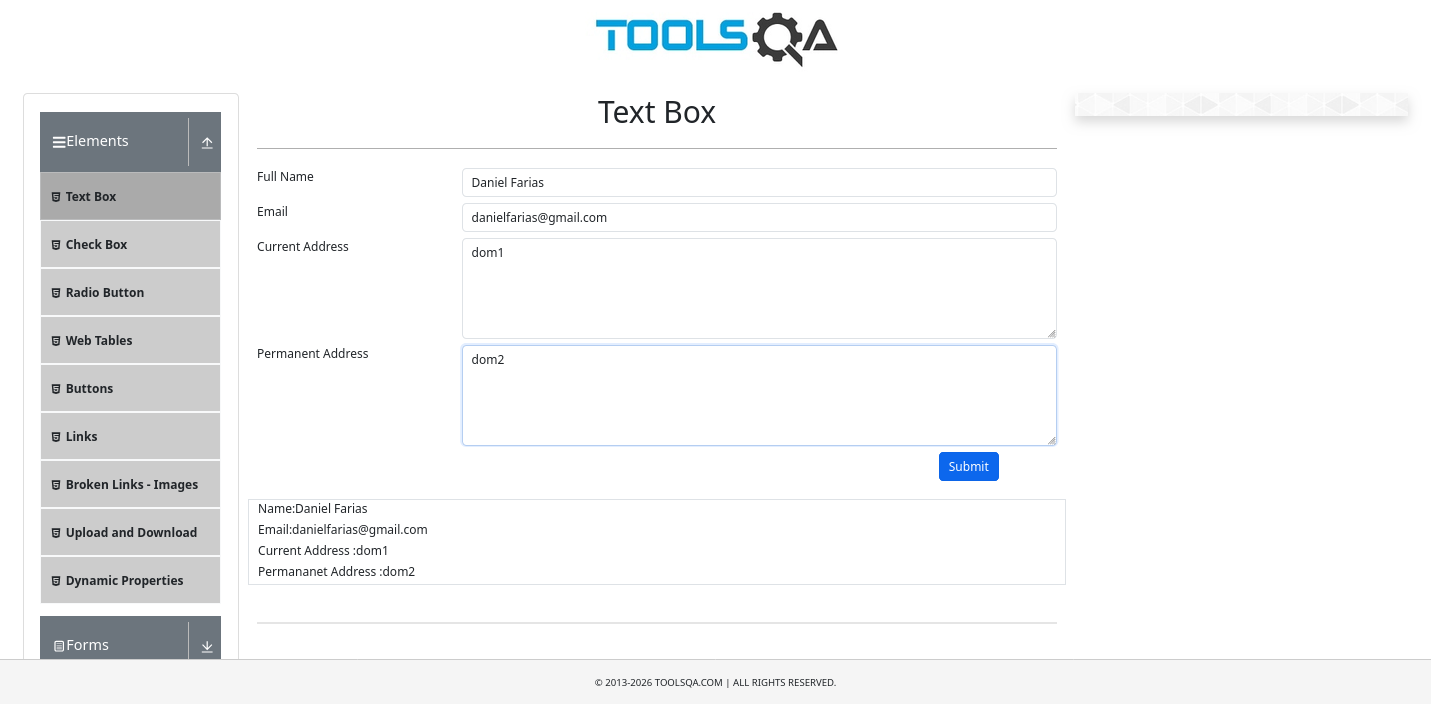 TOOLSQA
Elements
Text Box
Check Box
Radio Button
Web Tables
Buttons
Links
Broken Links - Images
Upload and Download
Dynamic Properties
Forms
Text Box
Full Name
Daniel Farias
Email
danielfarias@gmail.com
Current Address
dom1
Permanent Address
dom2
Submit
Name:Daniel Farias
Email:danielfarias@gmail.com
Current Address :dom1
Permananet Address :dom2
© 2013-2026 TOOLSQA.COM | ALL RIGHTS RESERVED.